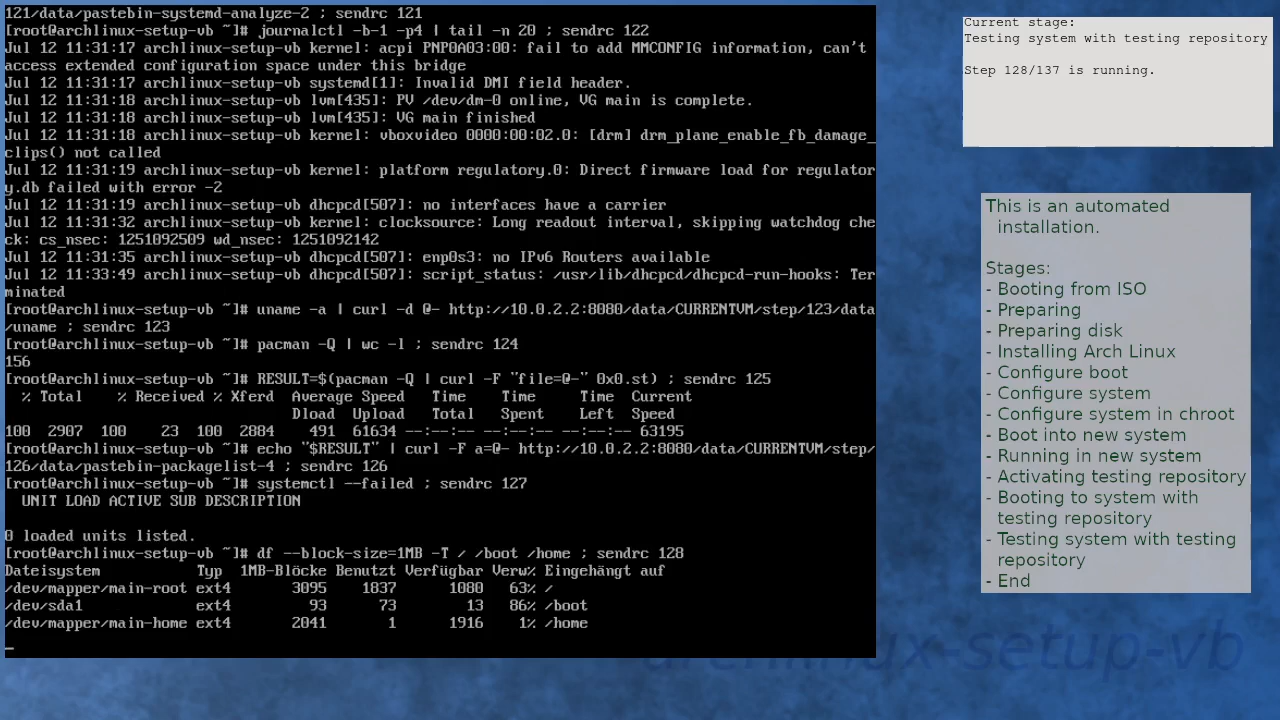 121/data/pastebin-systemd-analyze-2 ; sendrc 121
[root@archlinux-setup-vb ~]# journalctl -b-1 -p4 | tail -n 20 ; sendrc 122
Jul 12 11:31:17 archlinux-setup-vb kernel: acpi PNP0A03:00: fail to add MMCONFIG information, can't
access extended configuration space under this bridge
Jul 12 11:31:17 archlinux-setup-vb systemd[1]: Invalid DMI field header.
Jul 12 11:31:18 archlinux-setup-vb lvm[435]: PV /dev/dm-0 online, VG main is complete.
Jul 12 11:31:18 archlinux-setup-vb lvm[435]: VG main finished
Jul 12 11:31:18 archlinux-setup-vb kernel: vboxvideo 0000:00:02.0: [drm] drm_plane_enable_fb_damage_
clips() not called
Jul 12 11:31:19 archlinux-setup-vb kernel: platform regulatory.0: Direct firmware load for regulator
y.db failed with error -2
Jul 12 11:31:19 archlinux-setup-vb dhcpcd[507]: no interfaces have a carrier
Jul 12 11:31:32 archlinux-setup-vb kernel: clocksource: Long readout interval, skipping watchdog che
ck: cs_nsec: 1251092509 wd_nsec: 1251092142
Jul 12 11:31:35 archlinux-setup-vb dhcpcd[507]: enp0s3: no IPv6 Routers available
Jul 12 11:33:49 archlinux-setup-vb dhcpcd[507]: script_status: /usr/lib/dhcpcd/dhcpcd-run-hooks: Ter
minated
[root@archlinux-setup-vb ~]# uname -a | curl -d @- http://10.0.2.2:8080/data/CURRENTVM/step/123/data
/uname ; sendrc 123
[root@archlinux-setup-vb ~]# pacman -Q | wc -l ; sendrc 124
156
[root@archlinux-setup-vb ~]# RESULT=$(pacman -Q | curl -F "file=@-" 0x0.st) ; sendrc 125
  % Total    % Received % Xferd  Average Speed   Time    Time     Time  Current
                                 Dload  Upload   Total   Spent    Left  Speed
100  2907  100    23  100  2884    491  61634 --:--:-- --:--:-- --:--:-- 63195
[root@archlinux-setup-vb ~]# echo "$RESULT" | curl -F a=@- http://10.0.2.2:8080/data/CURRENTVM/step/
126/data/pastebin-packagelist-4 ; sendrc 126
[root@archlinux-setup-vb ~]# systemctl --failed ; sendrc 127
  UNIT LOAD ACTIVE SUB DESCRIPTION
0 loaded units listed.
[root@archlinux-setup-vb ~]# df --block-size=1MB -T / /boot /home ; sendrc 128
Dateisystem           Typ  1MB-Blöcke Benutzt Verfügbar Verw% Eingehängt auf
/dev/mapper/main-root ext4       3095    1837      1080   63% /
/dev/sda1             ext4         93      73        13   86% /boot
/dev/mapper/main-home ext4       2041       1      1916    1% /home
_
Current stage:
Testing system with testing repository
Step 128/137 is running.
This is an automated
installation.
Stages:
- Booting from ISO
- Preparing
- Preparing disk
- Installing Arch Linux
- Configure boot
- Configure system
- Configure system in chroot
- Boot into new system
- Running in new system
- Activating testing repository
- Booting to system with
testing repository
- Testing system with testing
repository
- End
archlinux-setup-vb